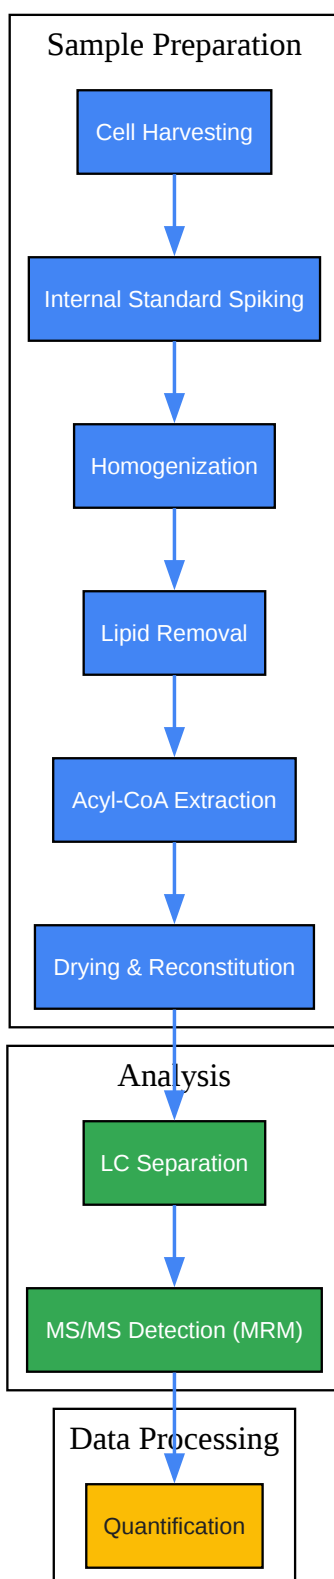 Sample Preparation
Cell Harvesting
Internal Standard Spiking
Homogenization
Lipid Removal
Acyl-CoA Extraction
Drying & Reconstitution
Analysis
LC Separation
MS/MS Detection (MRM)
Data Processing
Quantification